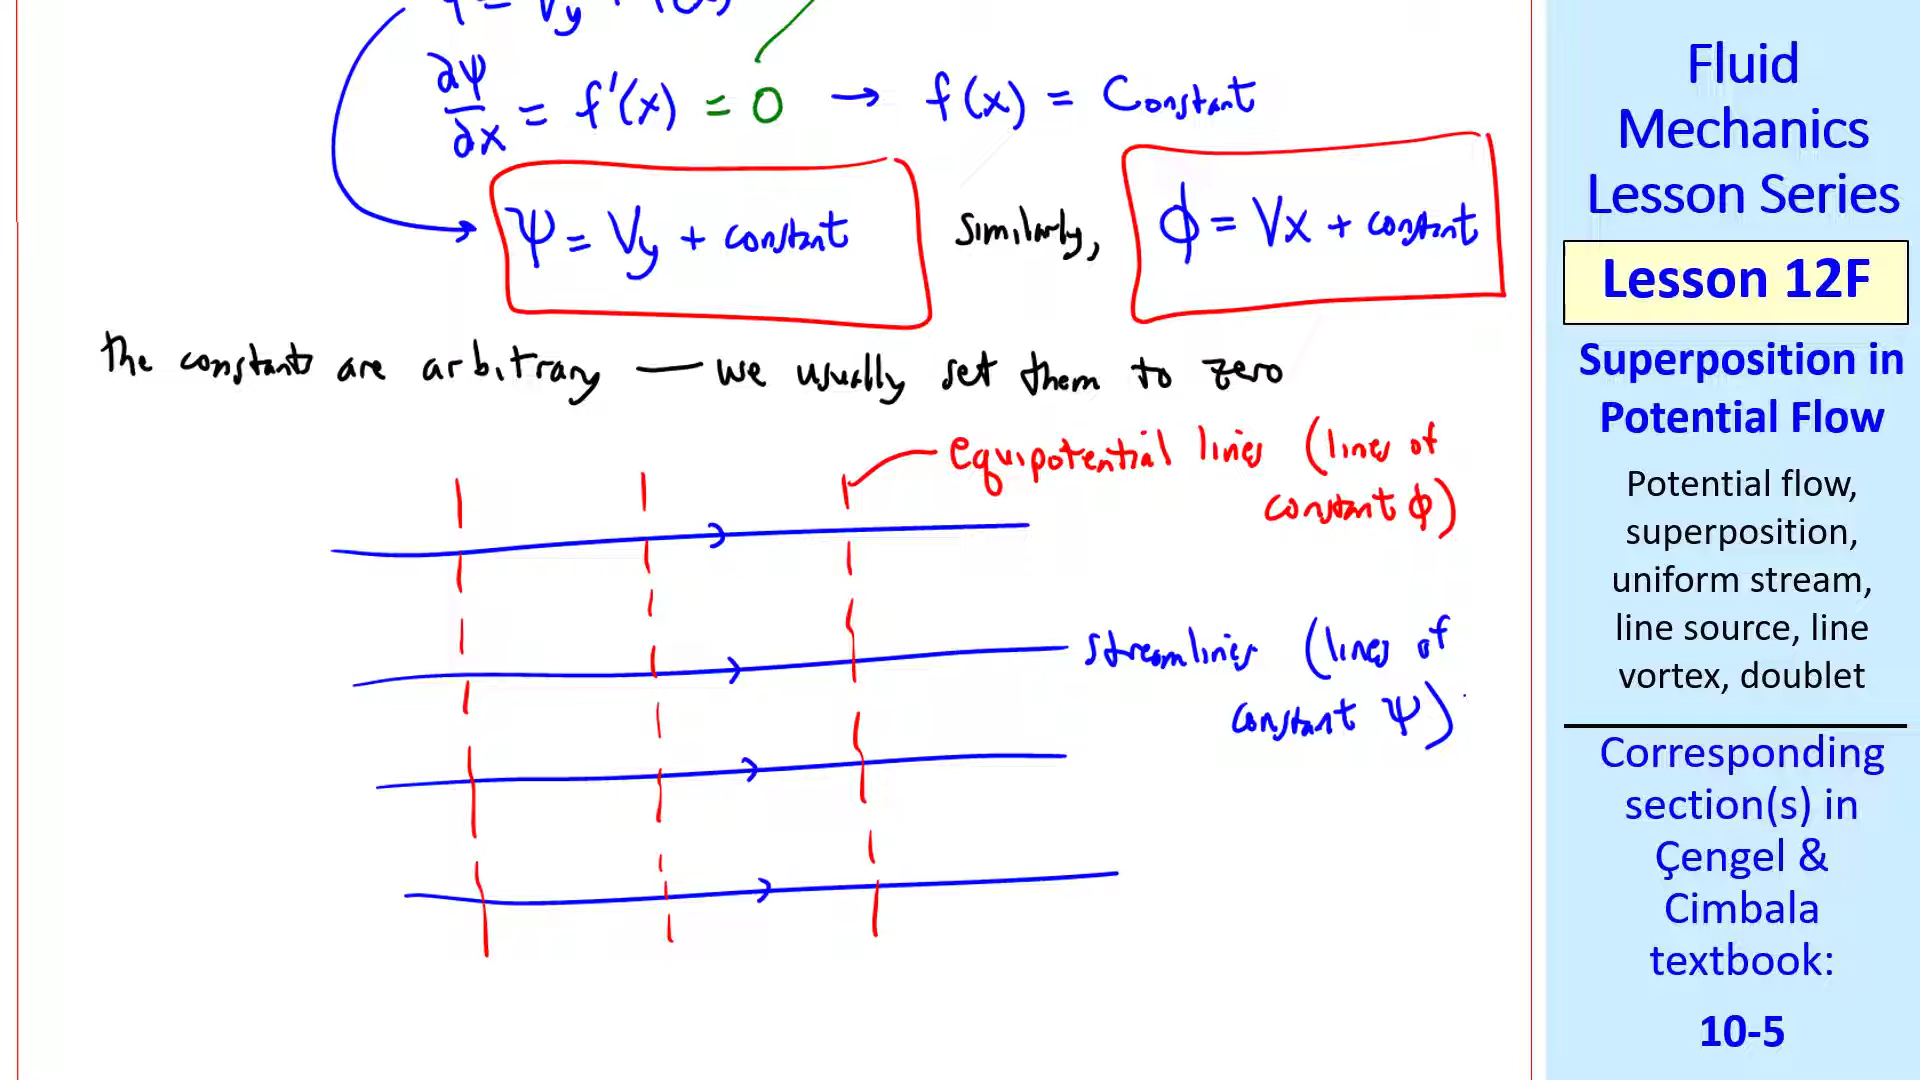 ∂ψ/∂x = f'(x) = 0 → f(x) = Constant
ψ = Vy + constant Similarly, ϕ = Vx + constant
the constants are arbitrary — we usually set them to zero
equipotential lines (lines of
constant ϕ)
streamlines (lines of
constant ψ)
Fluid
Mechanics
Lesson Series
Lesson 12F
Superposition in
Potential Flow
Potential flow,
superposition,
uniform stream,
line source, line
vortex, doublet
Corresponding
section(s) in
Çengel &
Cimbala
textbook:
10-5